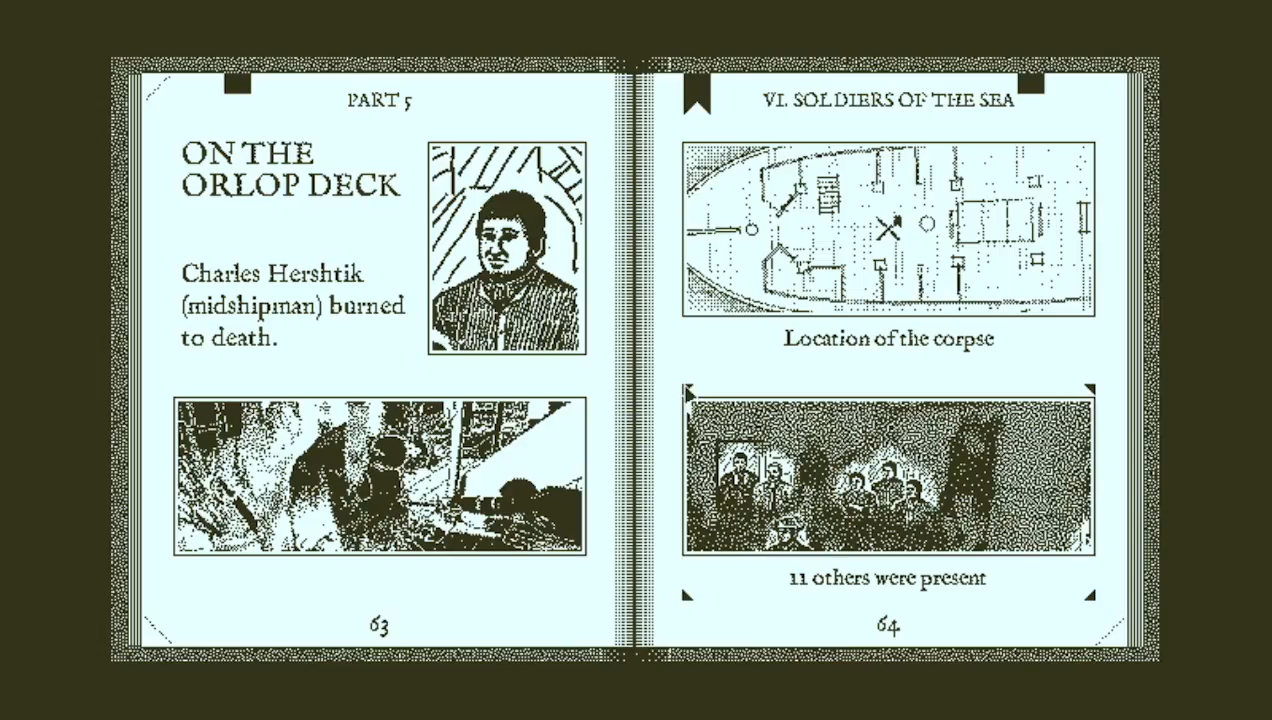 PART 5
ON THE
ORLOP DECK
Charles Hershtik
(midshipman) burned
to death.
63
VI. SOLDIERS OF THE SEA
Location of the corpse
11 others were present
64